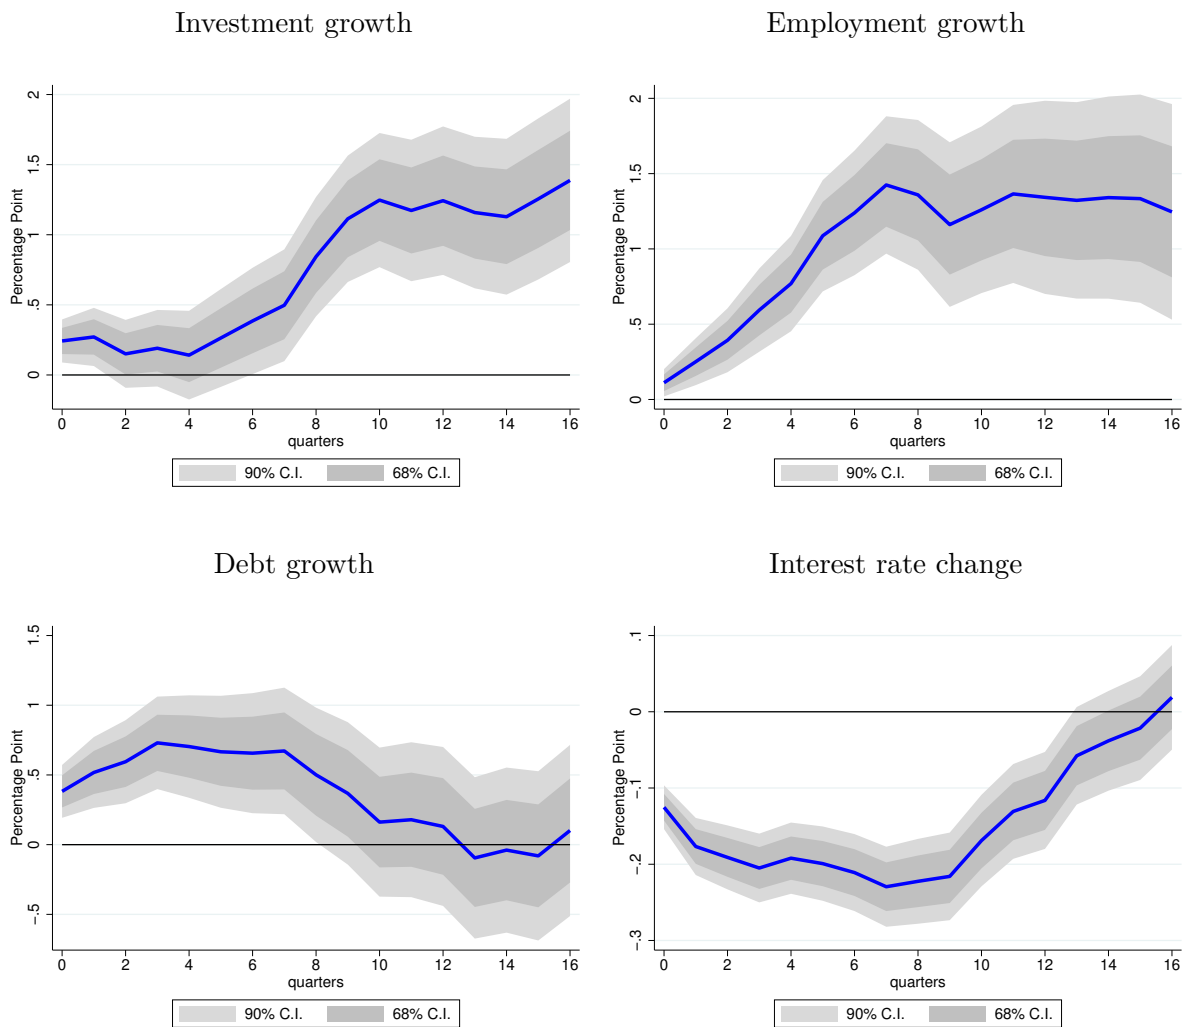 Investment growth
Percentage Point
2
1.5
1
.5
0
0 2 4 6 8 10 12 14 16
quarters
90% C.I. 68% C.I.
Employment growth
Percentage Point
2
1.5
1
.5
0
0 2 4 6 8 10 12 14 16
quarters
90% C.I. 68% C.I.
Debt growth
Percentage Point
1.5
1
.5
0
-.5
0 2 4 6 8 10 12 14 16
quarters
90% C.I. 68% C.I.
Interest rate change
Percentage Point
.1
0
-.1
-.2
-.3
0 2 4 6 8 10 12 14 16
quarters
90% C.I. 68% C.I.